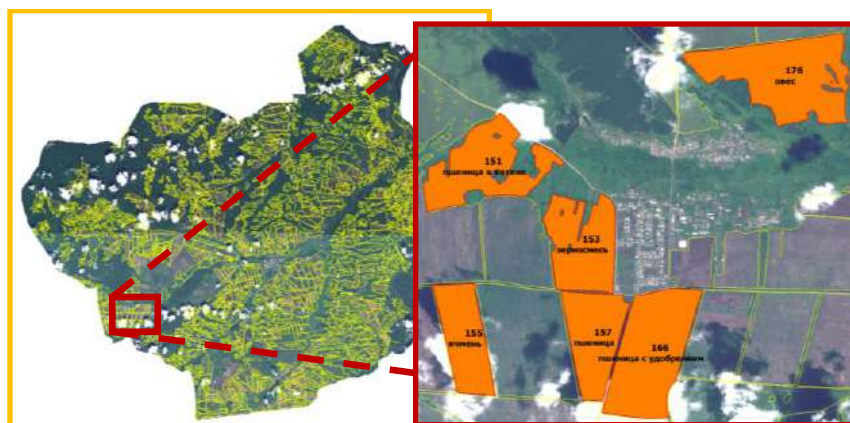 176
овес
151
пшеница в
153
зерносмесь
155
ячмень
157
пшеница
166
пшеница с удобрением